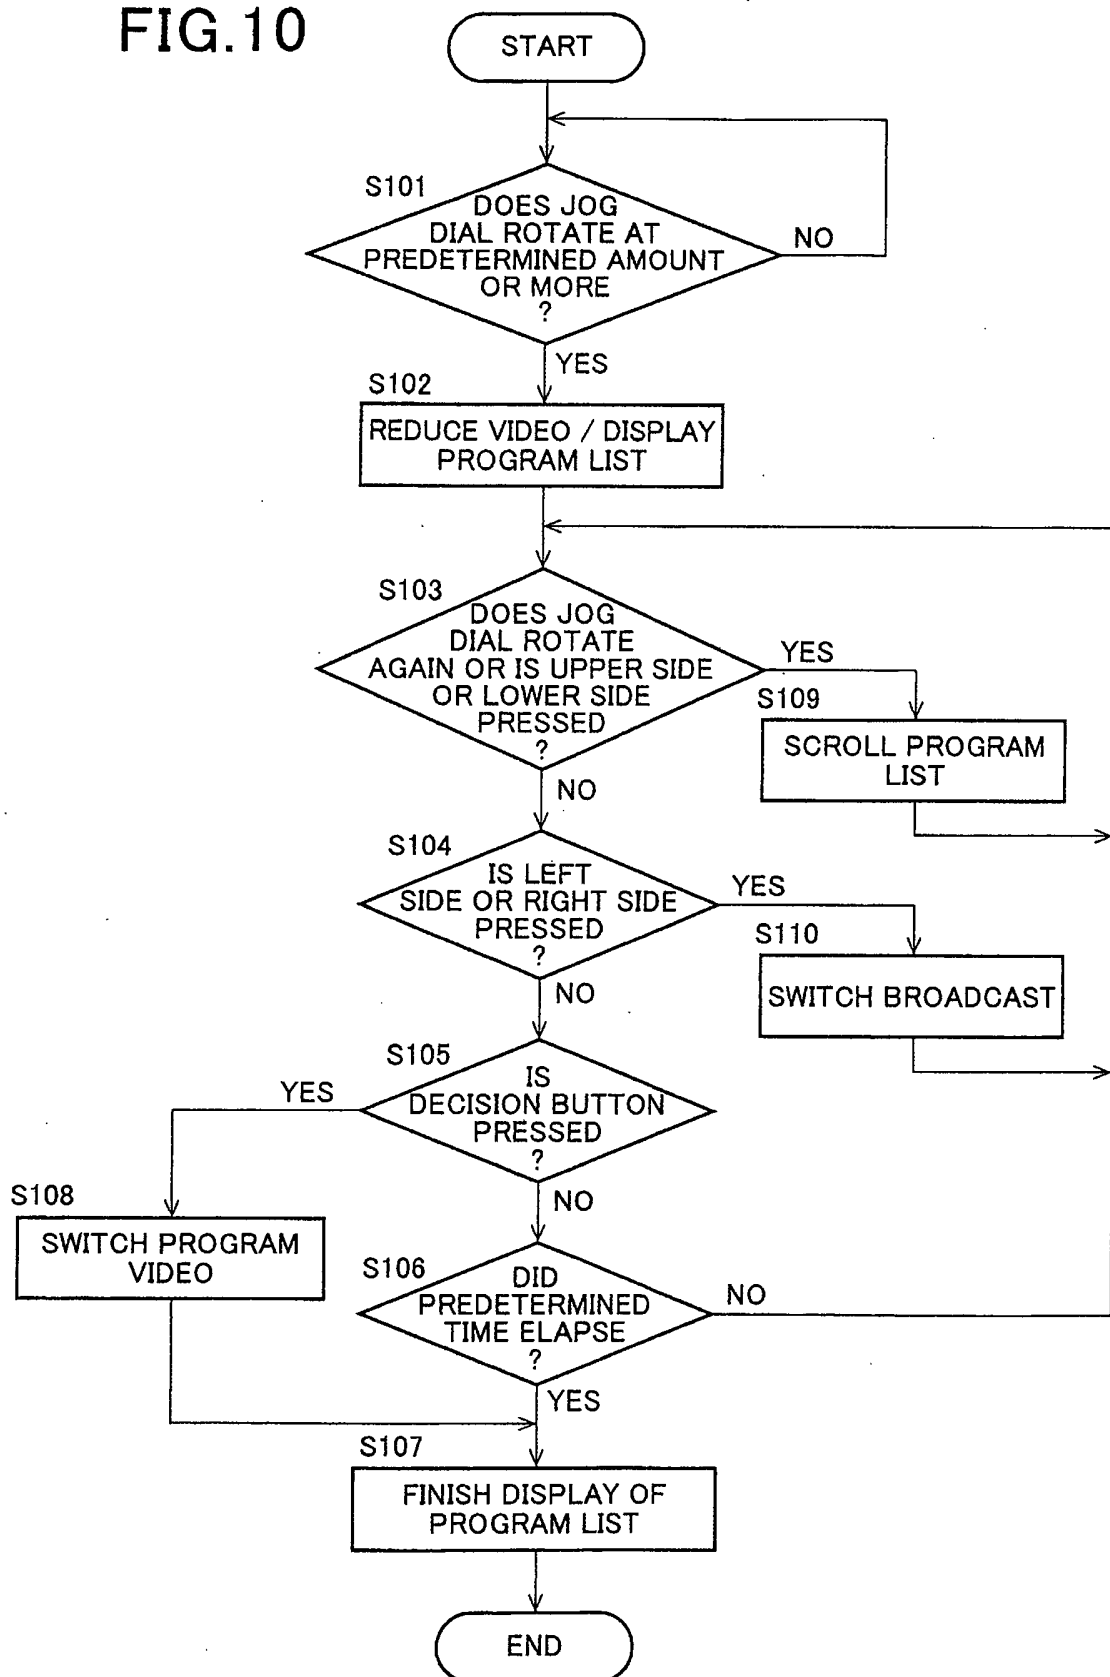 FIG.10
START
S101
DOES JOG
DIAL ROTATE AT
PREDETERMINED AMOUNT
OR MORE
?
NO
YES
S102
REDUCE VIDEO / DISPLAY
PROGRAM LIST
S103
DOES JOG
DIAL ROTATE
AGAIN OR IS UPPER SIDE
OR LOWER SIDE
PRESSED
?
YES
S109
SCROLL PROGRAM
LIST
NO
S104
IS LEFT
SIDE OR RIGHT SIDE
PRESSED
?
YES
S110
SWITCH BROADCAST
NO
S105
IS
DECISION BUTTON
PRESSED
?
YES
S108
SWITCH PROGRAM
VIDEO
NO
S106
DID
PREDETERMINED
TIME ELAPSE
?
NO
YES
S107
FINISH DISPLAY OF
PROGRAM LIST
END